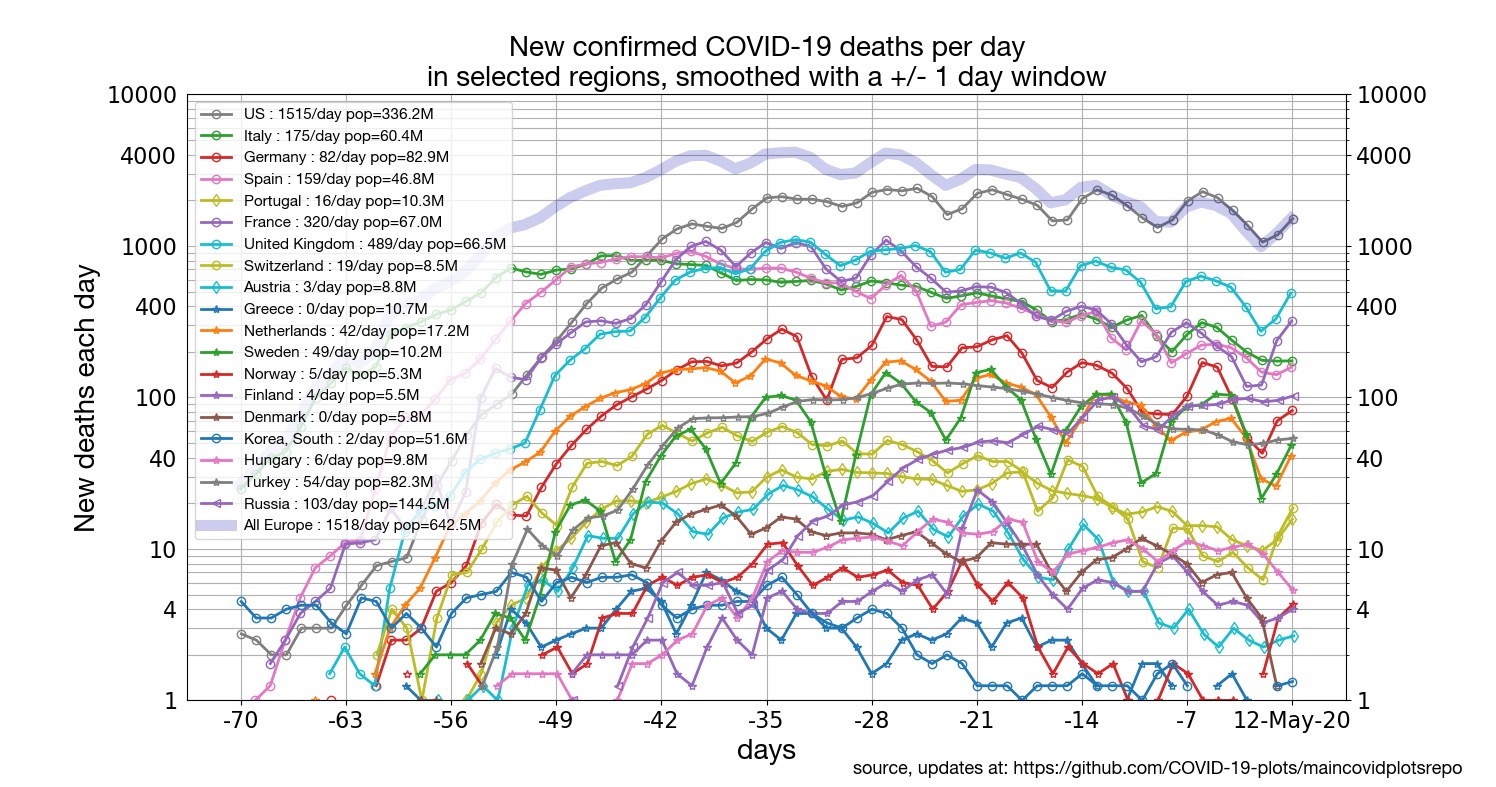 New confirmed COVID-19 deaths per day
in selected regions, smoothed with a +/- 1 day window
10000
4000
1000
400
100
40
10
4
1
New deaths each day
US : 1515/day pop=336.2M
Italy : 175/day pop=60.4M
Germany : 82/day pop=82.9M
Spain : 159/day pop=46.8M
Portugal : 16/day pop=10.3M
France : 320/day pop=67.0M
United Kingdom : 489/day pop=66.5M
Switzerland : 19/day pop=8.5M
Austria : 3/day pop=8.8M
Greece : 0/day pop=10.7M
Netherlands : 42/day pop=17.2M
Sweden : 49/day pop=10.2M
Norway : 5/day pop=5.3M
Finland : 4/day pop=5.5M
Denmark : 0/day pop=5.8M
Korea, South : 2/day pop=51.6M
Hungary : 6/day pop=9.8M
Turkey : 54/day pop=82.3M
Russia : 103/day pop=144.5M
All Europe : 1518/day pop=642.5M
10000
4000
1000
400
100
40
10
4
1
-70 -63 -56 -49 -42 -35 -28 -21 -14 -7 12-May-20
days
source, updates at: https://github.com/COVID-19-plots/maincovidplotsrepo